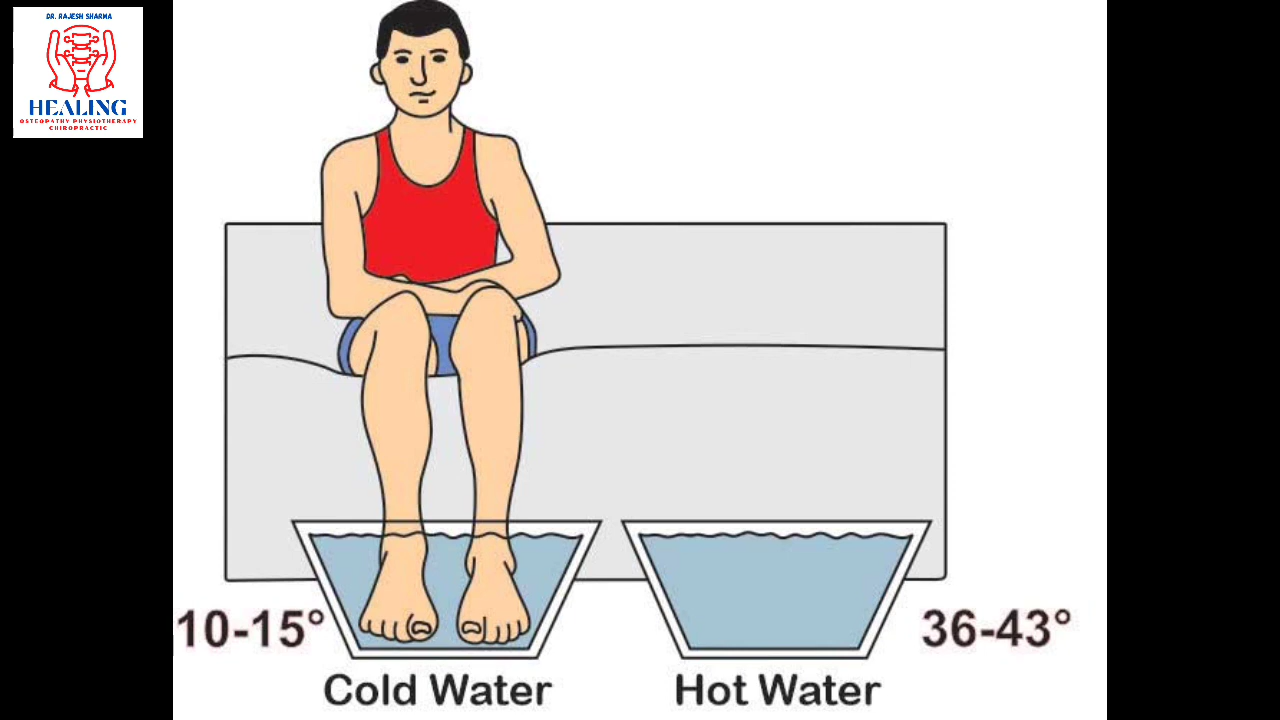 DR. RAJESH SHARMA
HEALING
OSTEOPATHY PHYSIOTHERAPY
CHIROPRACTIC
10-15°
36-43°
Cold Water
Hot Water